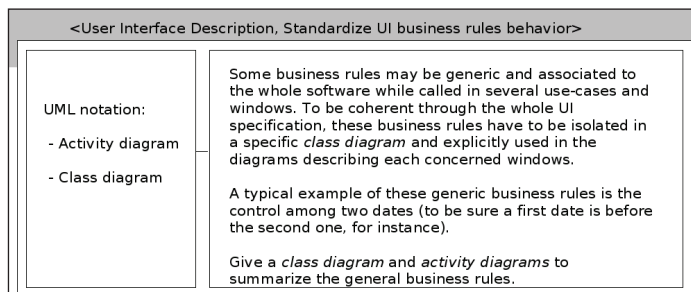 <User Interface Description, Standardize UI business rules behavior>
UML notation:
- Activity diagram
- Class diagram
Some business rules may be generic and associated to
the whole software while called in several use-cases and
windows. To be coherent through the whole UI
specification, these business rules have to be isolated in
a specific class diagram and explicitly used in the
diagrams describing each concerned windows.
A typical example of these generic business rules is the
control among two dates (to be sure a first date is before
the second one, for instance).
Give a class diagram and activity diagrams to
summarize the general business rules.